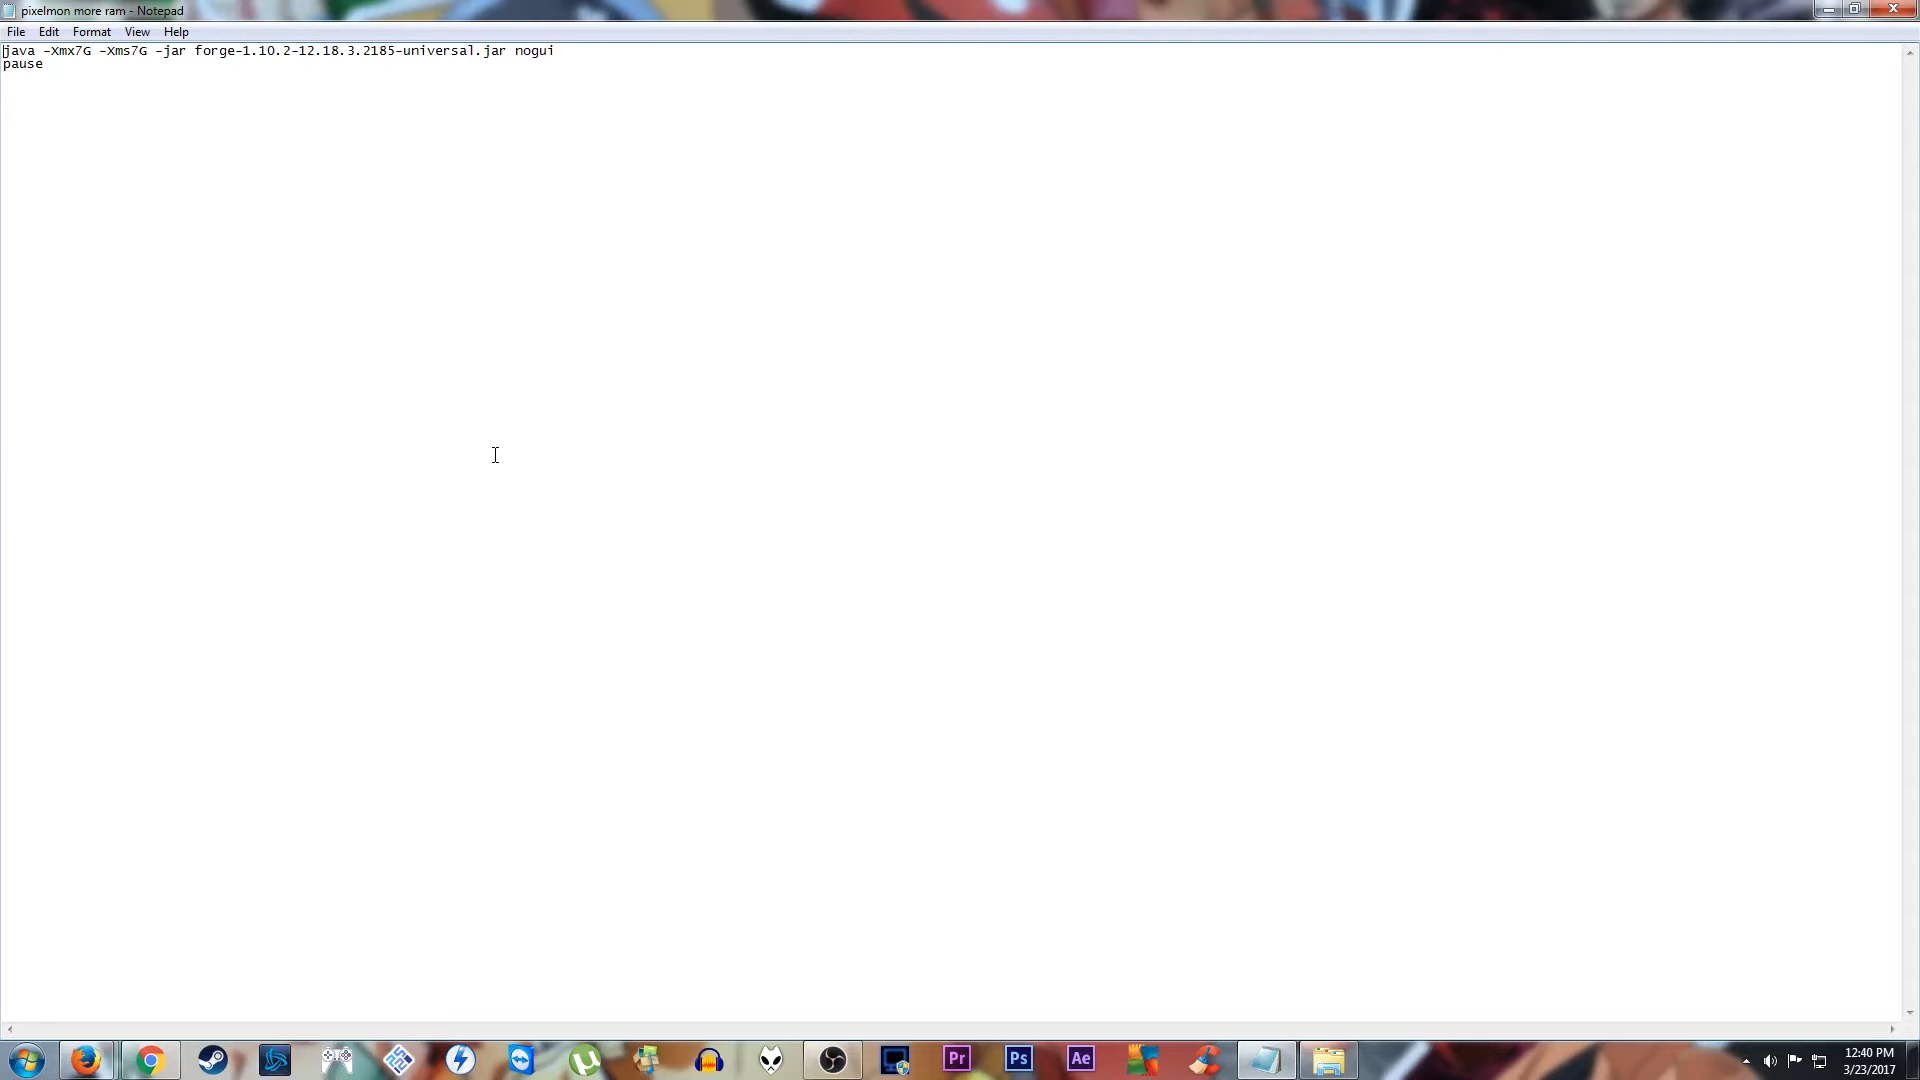 pixelmon more ram - Notepad
File Edit Format View Help
java -Xmx7G -Xms7G -jar forge-1.10.2-12.18.3.2185-universal.jar nogui
pause
Pr Ps Ae
12:40 PM
3/23/2017